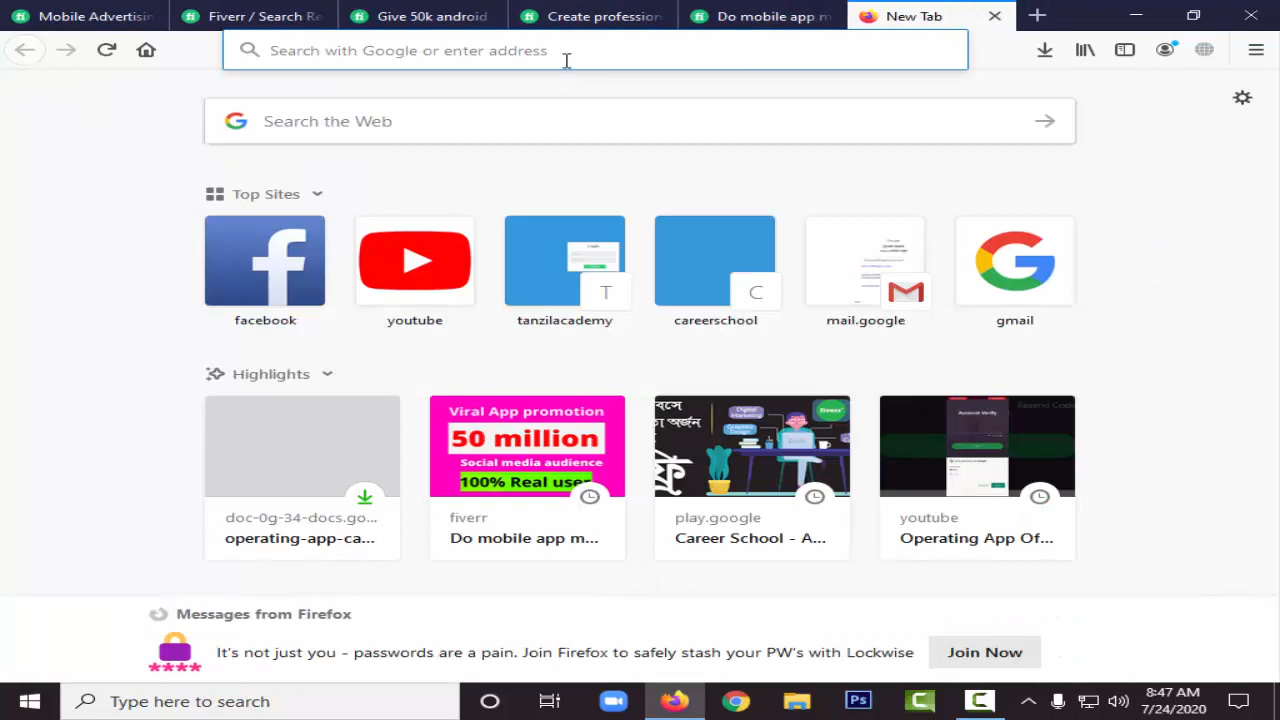 Mobile Advertisin
Fiverr / Search Re
Give 50k android
Create profession
Do mobile app m
New Tab
Search with Google or enter address
Search the Web
Top Sites
T
C
facebook
youtube
tanzilacademy
careerschool
mail.google
gmail
Highlights
Viral App promotion
50 million
Social media audience
100% Real user
Digital Marketing
Graphics Design
fiverr
Resend Code
doc-0g-34-docs.go...
operating-app-ca...
fiverr
Do mobile app m...
play.google
Career School - A...
youtube
Operating App Of...
Messages from Firefox
It's not just you - passwords are a pain. Join Firefox to safely stash your PW's with Lockwise
Join Now
Type here to search
Ps
8:47 AM
7/24/2020